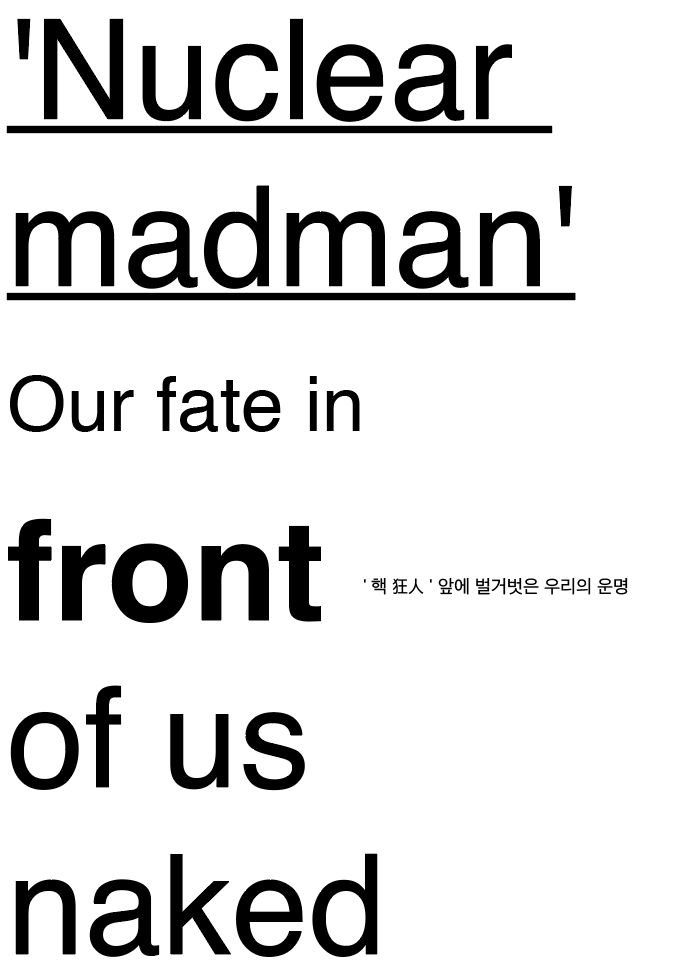 'Nuclear
madman'
Our fate in
front
' 핵 狂人 ' 앞에 벌거벗은 우리의 운명
of us
naked